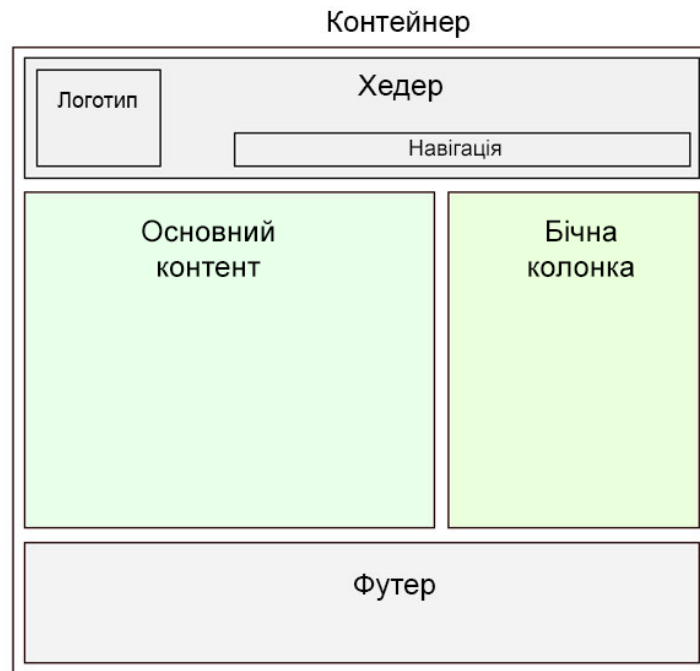 Контейнер
Хедер
Логотип
Навігація
Основний
контент
Бічна
колонка
Футер